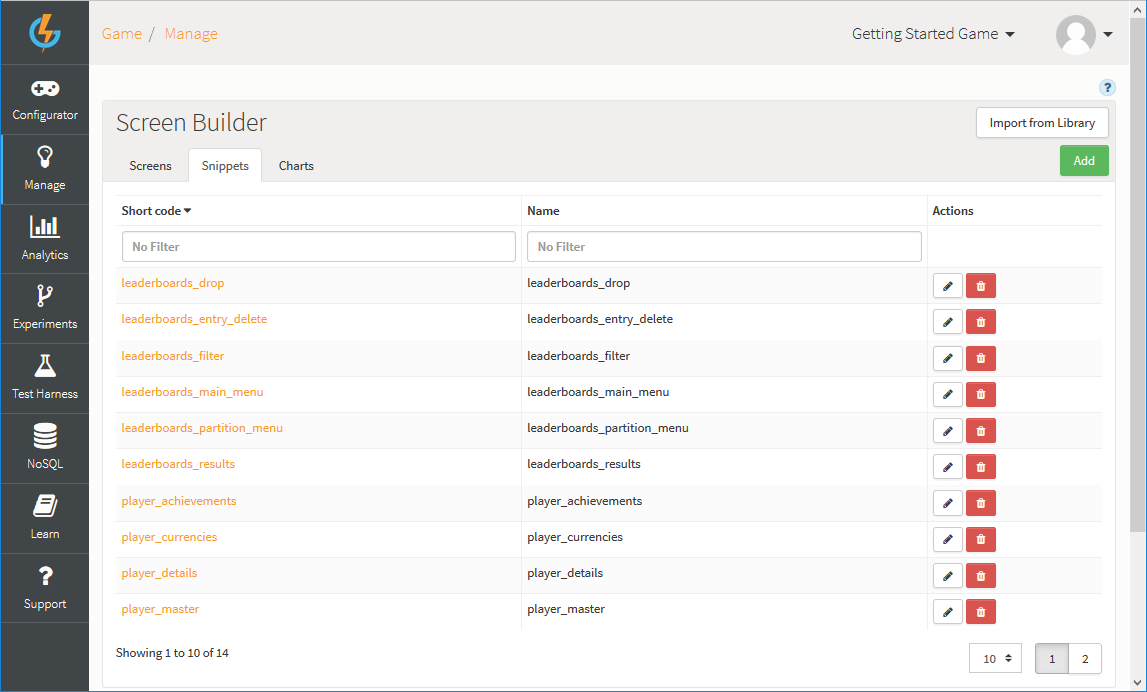 Game / Manage
Getting Started Game
Configurator
Manage
Analytics
Experiments
Test Harness
NoSQL
Learn
Support
?
Screen Builder
Import from Library
Screens Snippets Charts
Add
Short code Name Actions
No Filter No Filter
leaderboards_drop leaderboards_drop
leaderboards_entry_delete leaderboards_entry_delete
leaderboards_filter leaderboards_filter
leaderboards_main_menu leaderboards_main_menu
leaderboards_partition_menu leaderboards_partition_menu
leaderboards_results leaderboards_results
player_achievements player_achievements
player_currencies player_currencies
player_details player_details
player_master player_master
Showing 1 to 10 of 14
10 1 2